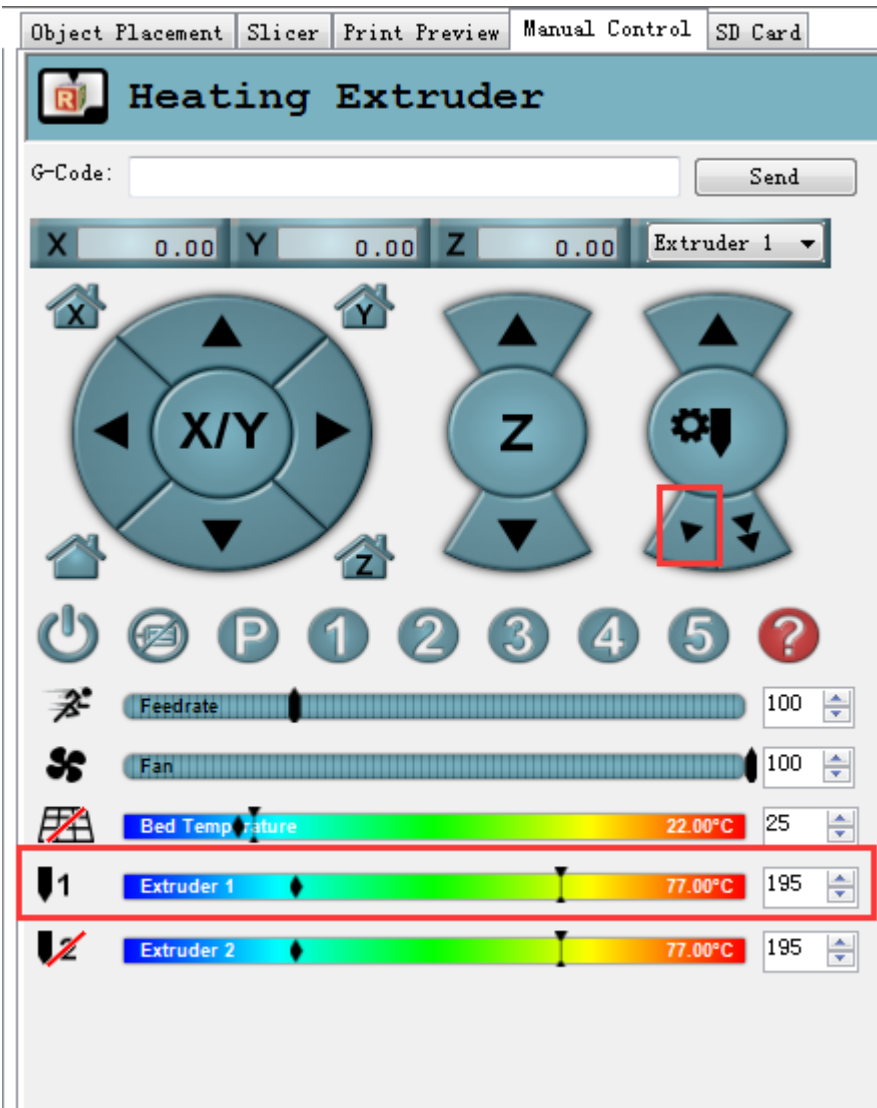 Object Placement Slicer Print Preview Manual Control SD Card
R Heating Extruder
G-Code: Send
X 0.00 Y 0.00 Z 0.00 Extruder 1
X Y
X/Y Z
Z
P 1 2 3 4 5 ?
Feedrate 100
Fan 100
Bed Temperature 22.00°C 25
1 Extruder 1 77.00°C 195
2 Extruder 2 77.00°C 195